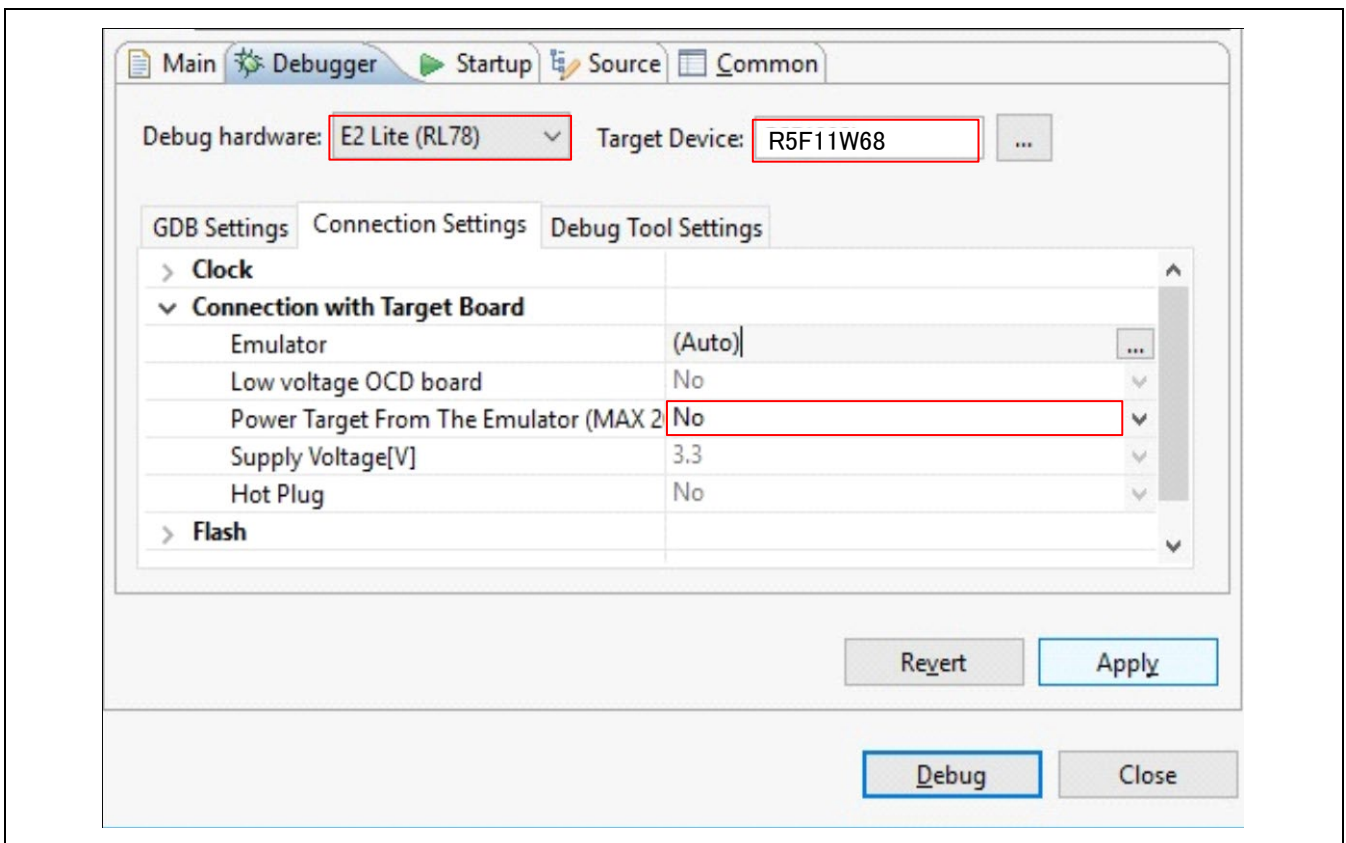 Main Debugger Startup Source Common
Debug hardware: E2 Lite (RL78) Target Device: R5F11W68 ...
GDB Settings Connection Settings Debug Tool Settings
Clock
Connection with Target Board
Emulator (Auto) ...
Low voltage OCD board No
Power Target From The Emulator (MAX 2 No
Supply Voltage[V] 3.3
Hot Plug No
Flash
Revert Apply
Debug Close